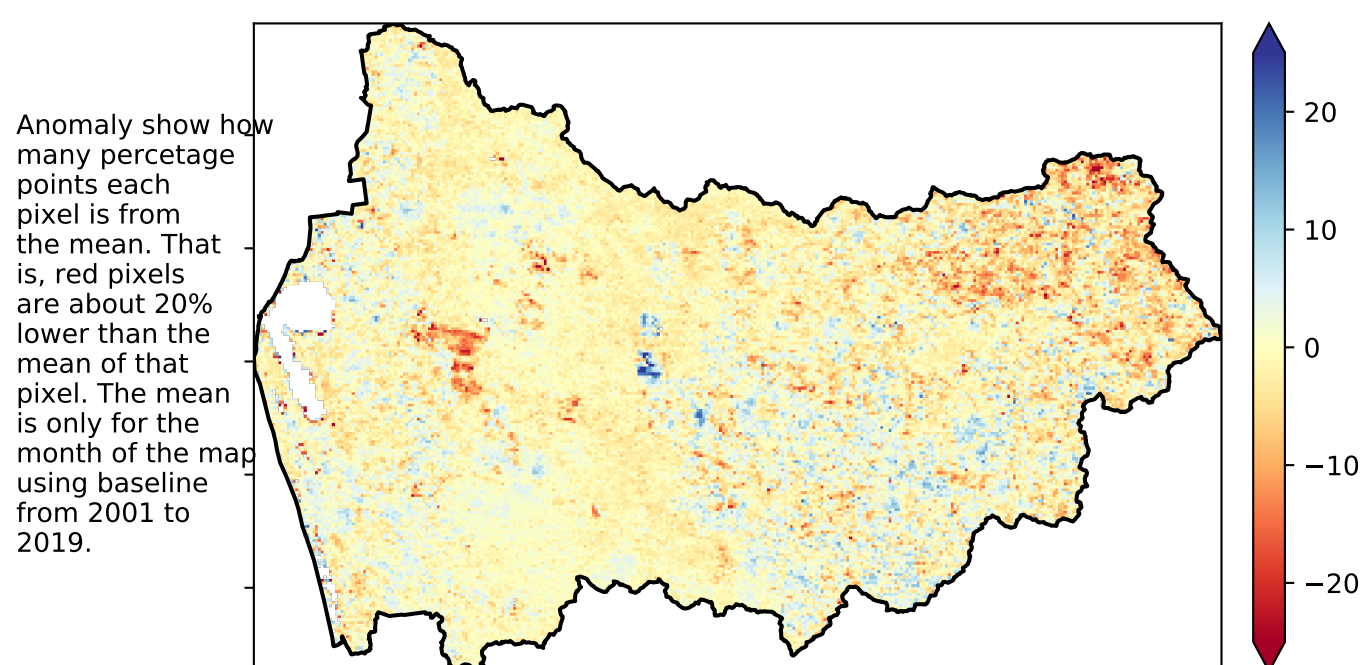 Anomaly show how
many percetage
points each
pixel is from
the mean. That
is, red pixels
are about 20%
lower than the
mean of that
pixel. The mean
is only for the
month of the map
using baseline
from 2001 to
2019.
20
10
0
−10
−20